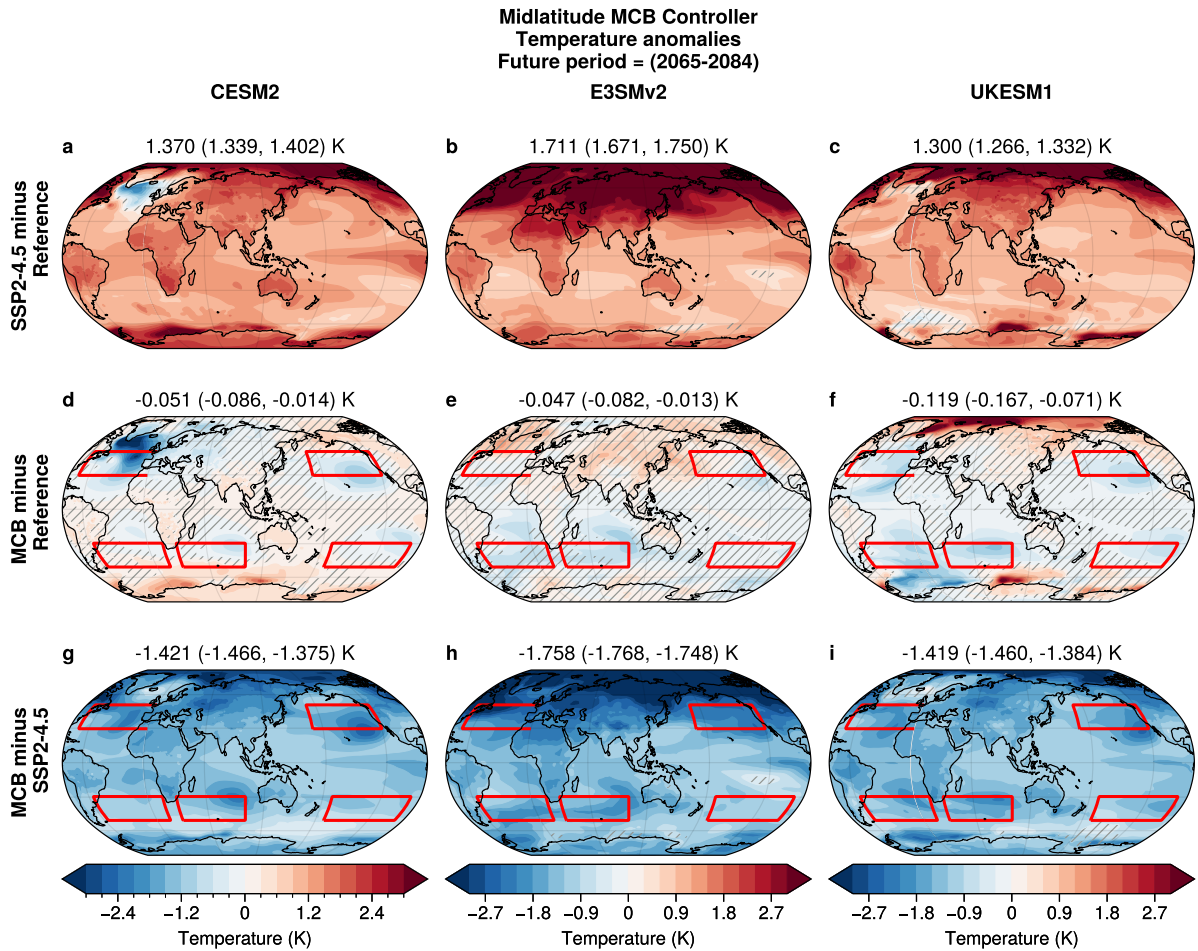 Midlatitude MCB Controller
Temperature anomalies
Future period = (2065-2084)
CESM2
E3SMv2
UKESM1
SSP2-4.5 minus
Reference
a
1.370 (1.339, 1.402) K
b
1.711 (1.671, 1.750) K
c
1.300 (1.266, 1.332) K
MCB minus
Reference
d
-0.051 (-0.086, -0.014) K
e
-0.047 (-0.082, -0.013) K
f
-0.119 (-0.167, -0.071) K
MCB minus
SSP2-4.5
g
-1.421 (-1.466, -1.375) K
h
-1.758 (-1.768, -1.748) K
i
-1.419 (-1.460, -1.384) K
−2.4 −1.2 0 1.2 2.4
Temperature (K)
−2.7 −1.8 −0.9 0 0.9 1.8 2.7
Temperature (K)
−2.7 −1.8 −0.9 0 0.9 1.8 2.7
Temperature (K)